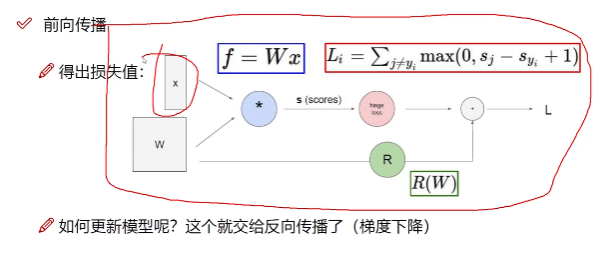 前向传播
得出损失值：
f = Wx
L_i = ∑_{j≠y_i} max(0, s_j − s_{y_i} + 1)
x
W
*
s (scores)
hinge loss
+
L
R
R(W)
如何更新模型呢？这个就交给反向传播了（梯度下降）